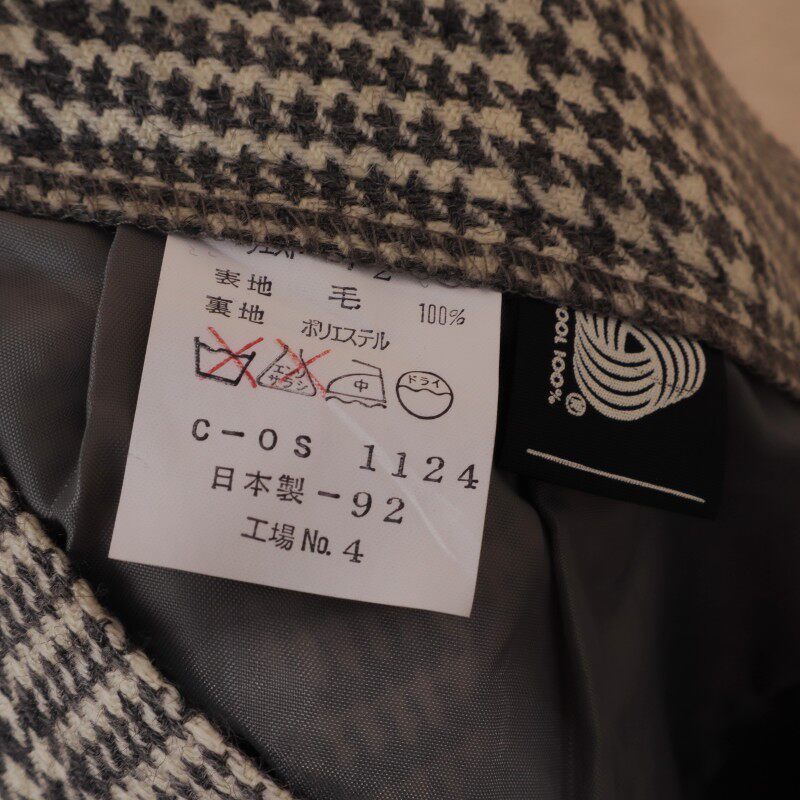 表地 毛 100%
裏地 ポリエステル
エンソ
サラシ
中
ドライ
C-OS 1124
日本製-92
工場No.4
100%